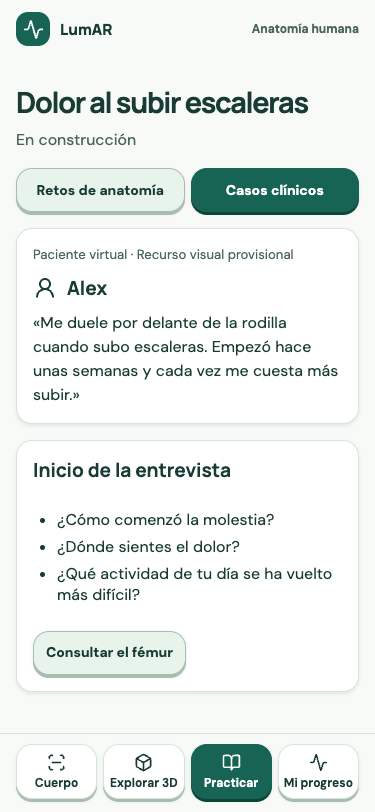 LumAR
Anatomía humana
Dolor al subir escaleras
En construcción
Retos de anatomía
Casos clínicos
Paciente virtual · Recurso visual provisional
Alex
«Me duele por delante de la rodilla
cuando subo escaleras. Empezó hace
unas semanas y cada vez me cuesta más
subir.»
Inicio de la entrevista
• ¿Cómo comenzó la molestia?
• ¿Dónde sientes el dolor?
• ¿Qué actividad de tu día se ha vuelto
más difícil?
Consultar el fémur
Cuerpo
Explorar 3D
Practicar
Mi progreso